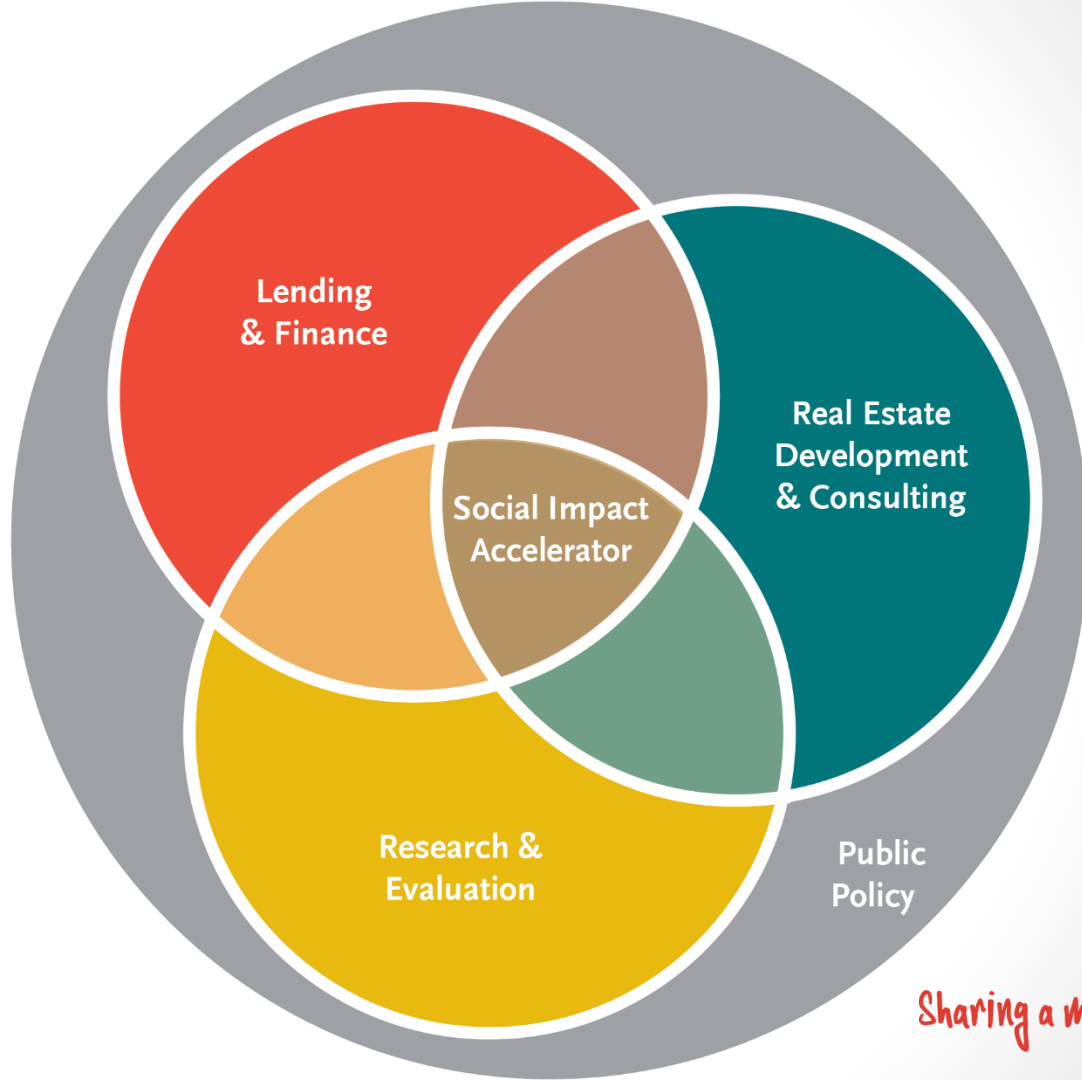 Lending
& Finance
Real Estate
Development
& Consulting
Social Impact
Accelerator
Research &
Evaluation
Public
Policy
Sharing a